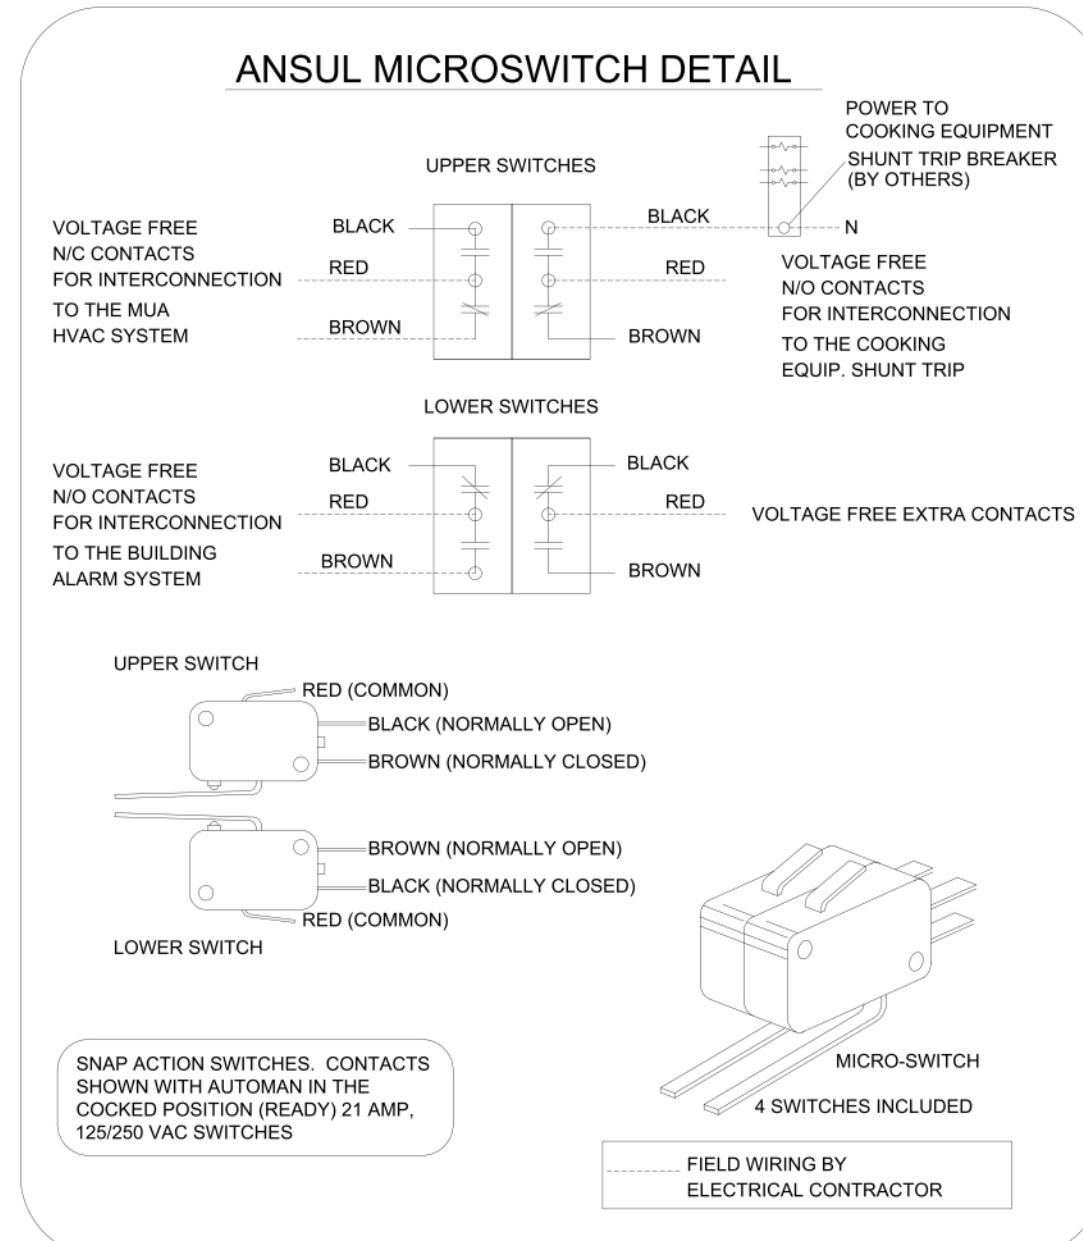 ANSUL MICROSWITCH DETAIL
POWER TO
COOKING EQUIPMENT
SHUNT TRIP BREAKER
(BY OTHERS)
N
UPPER SWITCHES
VOLTAGE FREE
N/C CONTACTS
FOR INTERCONNECTION
TO THE MUA
HVAC SYSTEM
BLACK
RED
BROWN
BLACK
RED
BROWN
VOLTAGE FREE
N/O CONTACTS
FOR INTERCONNECTION
TO THE COOKING
EQUIP. SHUNT TRIP
LOWER SWITCHES
VOLTAGE FREE
N/O CONTACTS
FOR INTERCONNECTION
TO THE BUILDING
ALARM SYSTEM
BLACK
RED
BROWN
BLACK
RED
BROWN
VOLTAGE FREE EXTRA CONTACTS
UPPER SWITCH
RED (COMMON)
BLACK (NORMALLY OPEN)
BROWN (NORMALLY CLOSED)
BROWN (NORMALLY OPEN)
BLACK (NORMALLY CLOSED)
RED (COMMON)
LOWER SWITCH
SNAP ACTION SWITCHES. CONTACTS
SHOWN WITH AUTOMAN IN THE
COCKED POSITION (READY) 21 AMP,
125/250 VAC SWITCHES
MICRO-SWITCH
4 SWITCHES INCLUDED
FIELD WIRING BY
ELECTRICAL CONTRACTOR